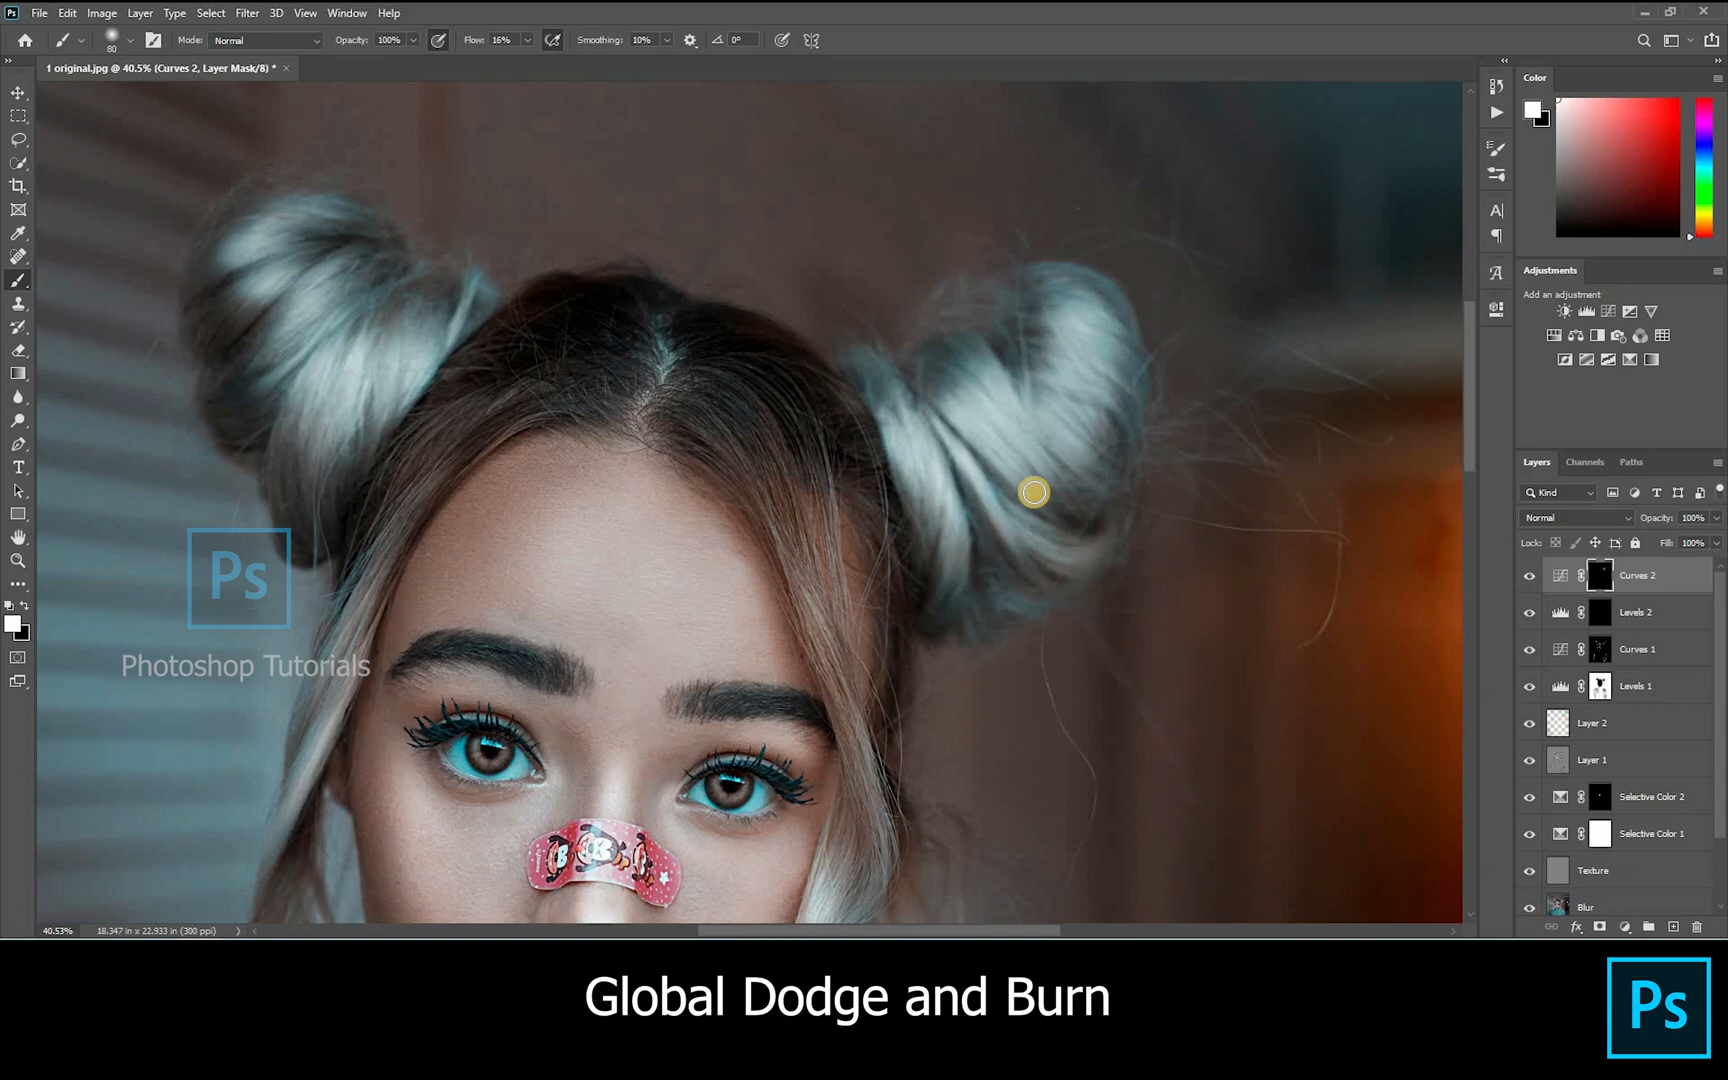 Ps File Edit Image Layer Type Select Filter 3D View Window Help
80 Mode: Normal Opacity: 100% Flow: 16% Smoothing: 10% 0°
1 original.jpg @ 40.5% (Curves 2, Layer Mask/8) * ×
Color
Adjustments
Add an adjustment
Layers Channels Paths
Kind
Normal Opacity: 100%
Lock: Fill: 100%
Curves 2
Levels 2
Curves 1
Levels 1
Layer 2
Layer 1
Selective Color 2
Selective Color 1
Texture
Blur
fx
Ps
Photoshop Tutorials
40.53% 18.347 in x 22.933 in (300 ppi)
Global Dodge and Burn
Ps